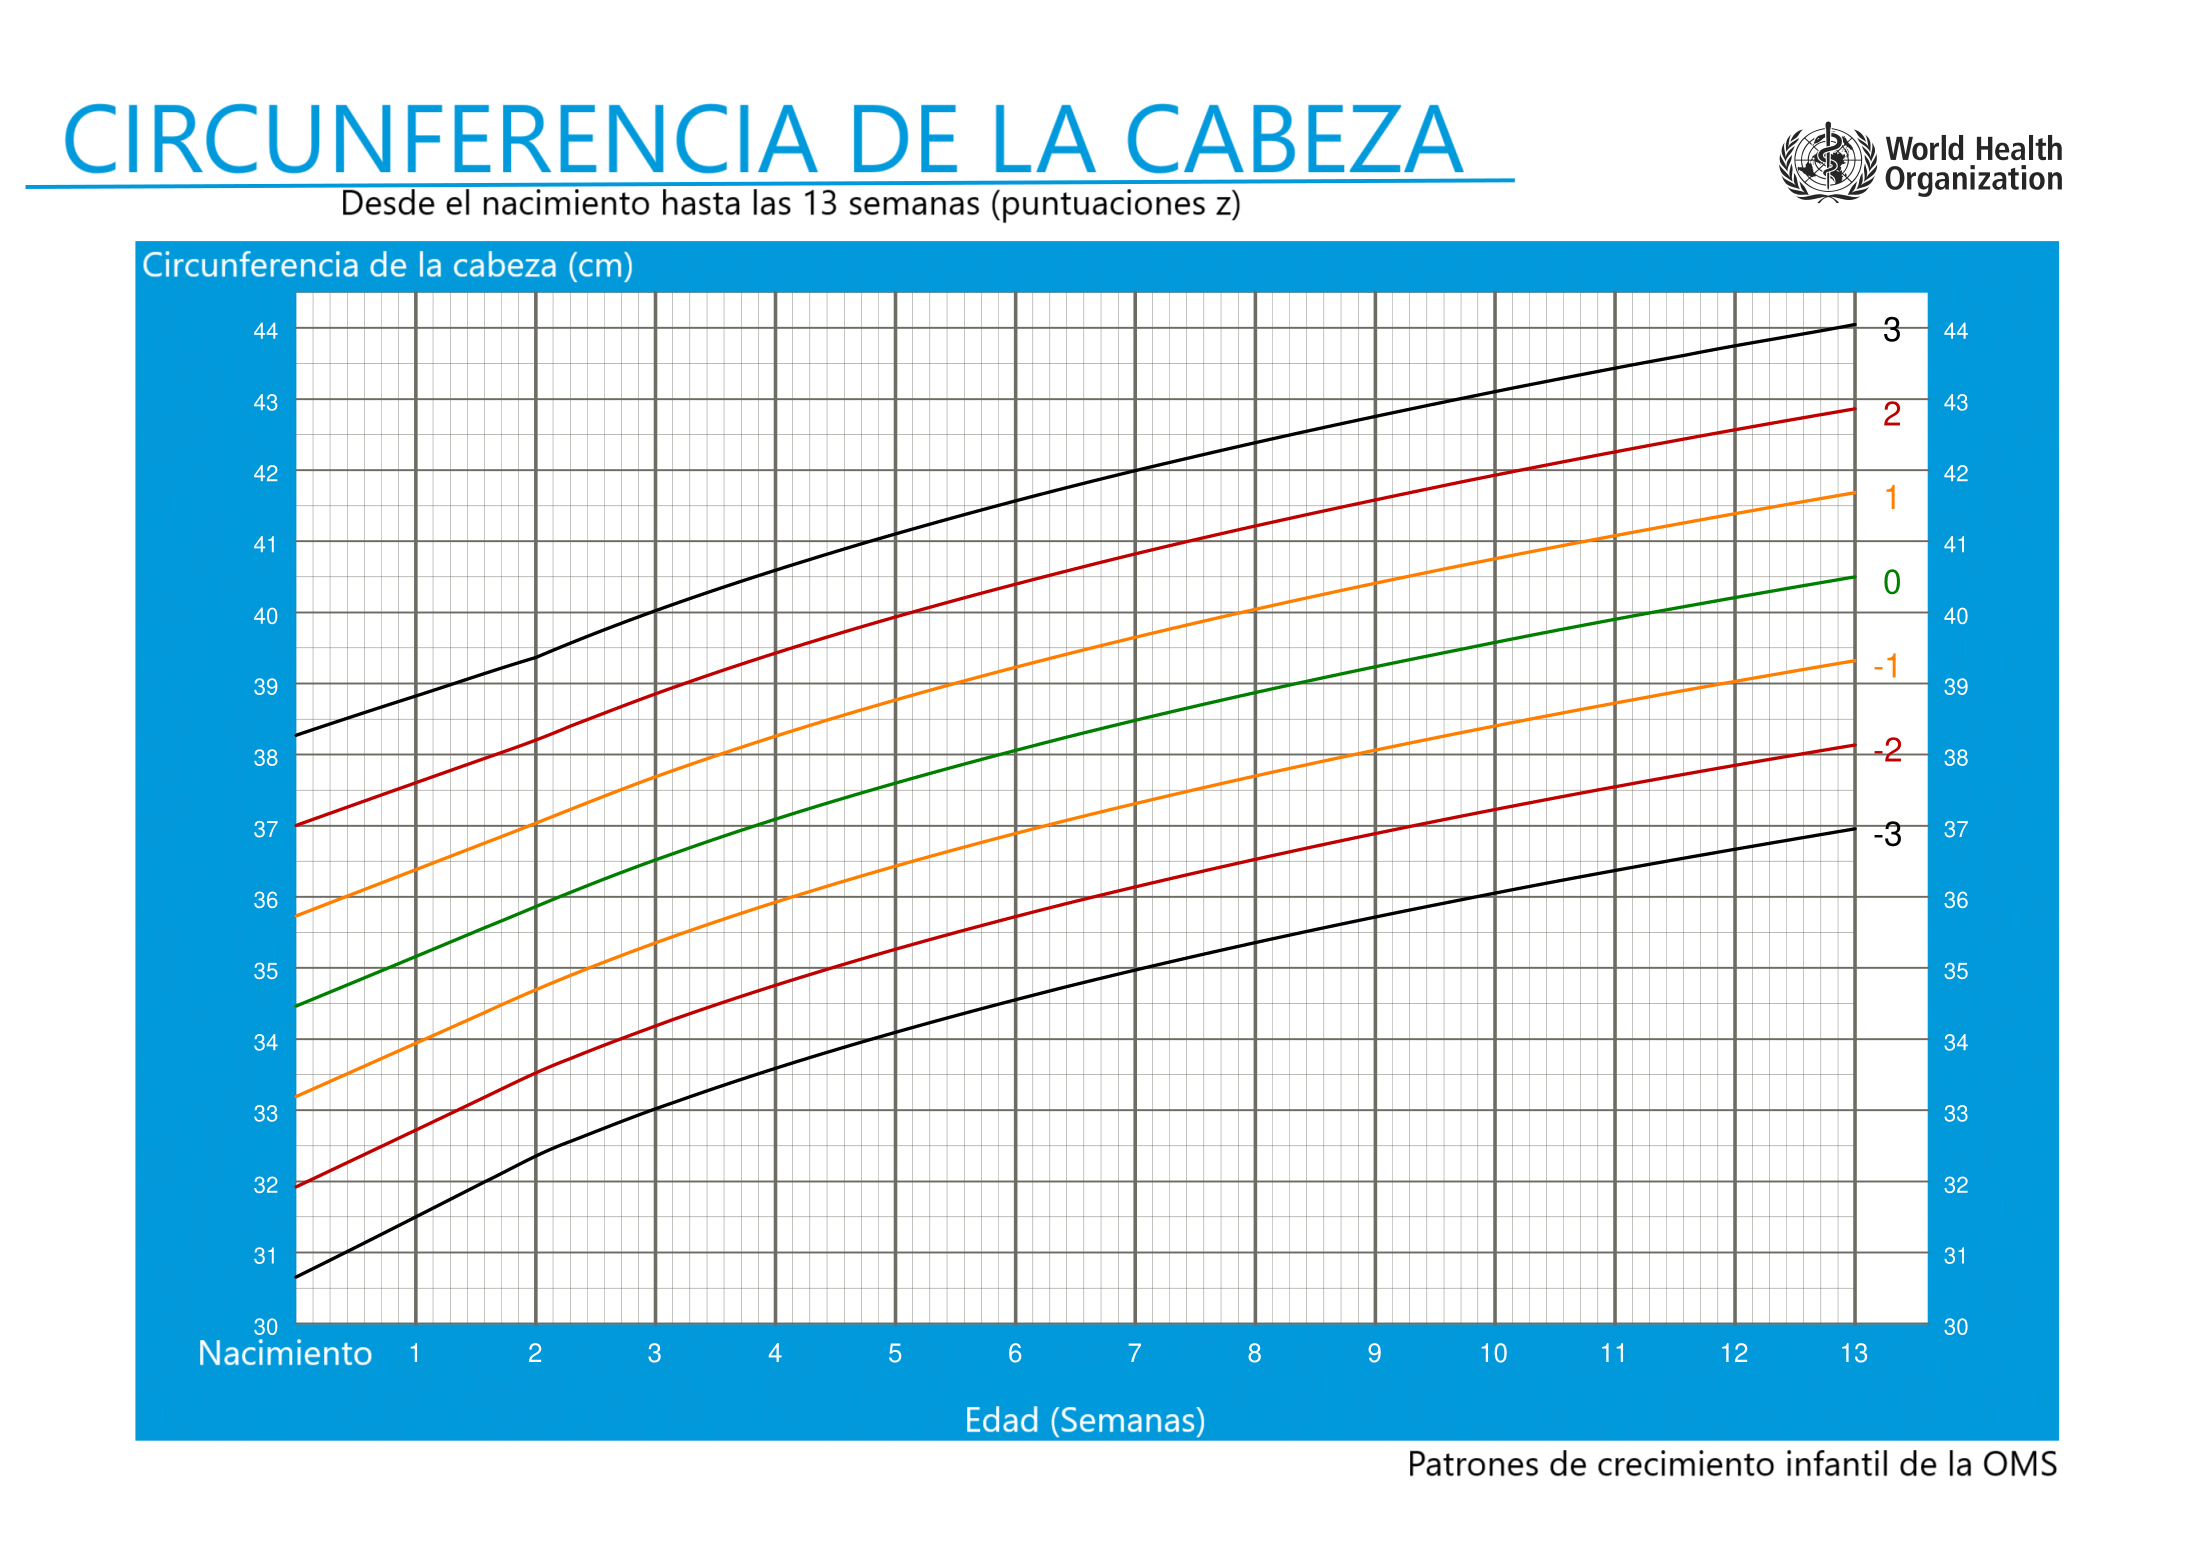 CIRCUNFERENCIA DE LA CABEZA
Desde el nacimiento hasta las 13 semanas (puntuaciones z)
World Health
Organization
Circunferencia de la cabeza (cm)
44 3 44
43 43
2
42 42
1
41 41
0
40 40
-1
39 39
-2
38 38
37 37
-3
36 36
35 35
34 34
33 33
32 32
31 31
30 30
Nacimiento 1 2 3 4 5 6 7 8 9 10 11 12 13
Edad (Semanas)
Patrones de crecimiento infantil de la OMS